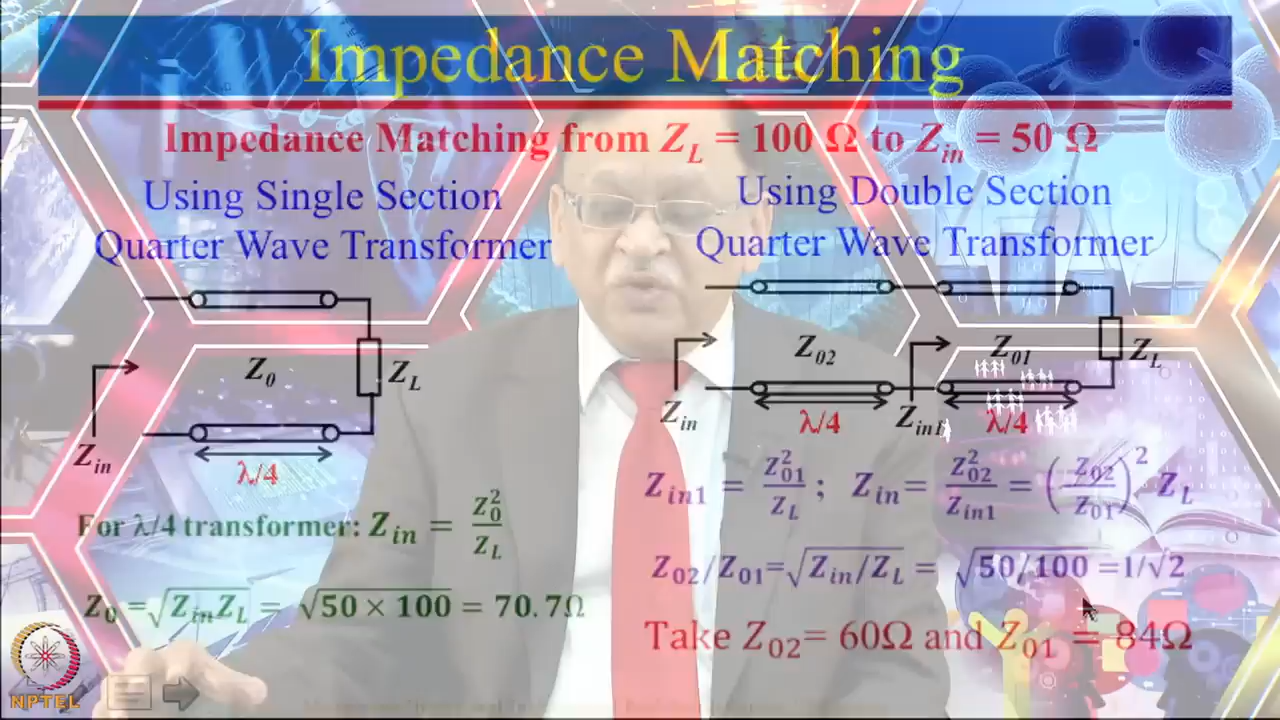 Impedance Matching
Impedance Matching from Z_L = 100 Ω to Z_in = 50 Ω
Using Single Section
Quarter Wave Transformer
Z_0
Z_L
Z_in
λ/4
For λ/4 transformer: Z_in = Z_0^2/Z_L
Z_0 =√(Z_in Z_L) = √(50 × 100) = 70.7Ω
Using Double Section
Quarter Wave Transformer
Z_02
Z_01
Z_L
Z_in
λ/4
Z_in1
λ/4
Z_in1 = Z_01^2/Z_L ; Z_in= Z_02^2/Z_in1 = (Z_02/Z_01)^2 Z_L
Z_02/Z_01=√(Z_in/Z_L) = √(50/100) =1/√2
Take Z_02= 60Ω and Z_01 = 84Ω
NPTEL